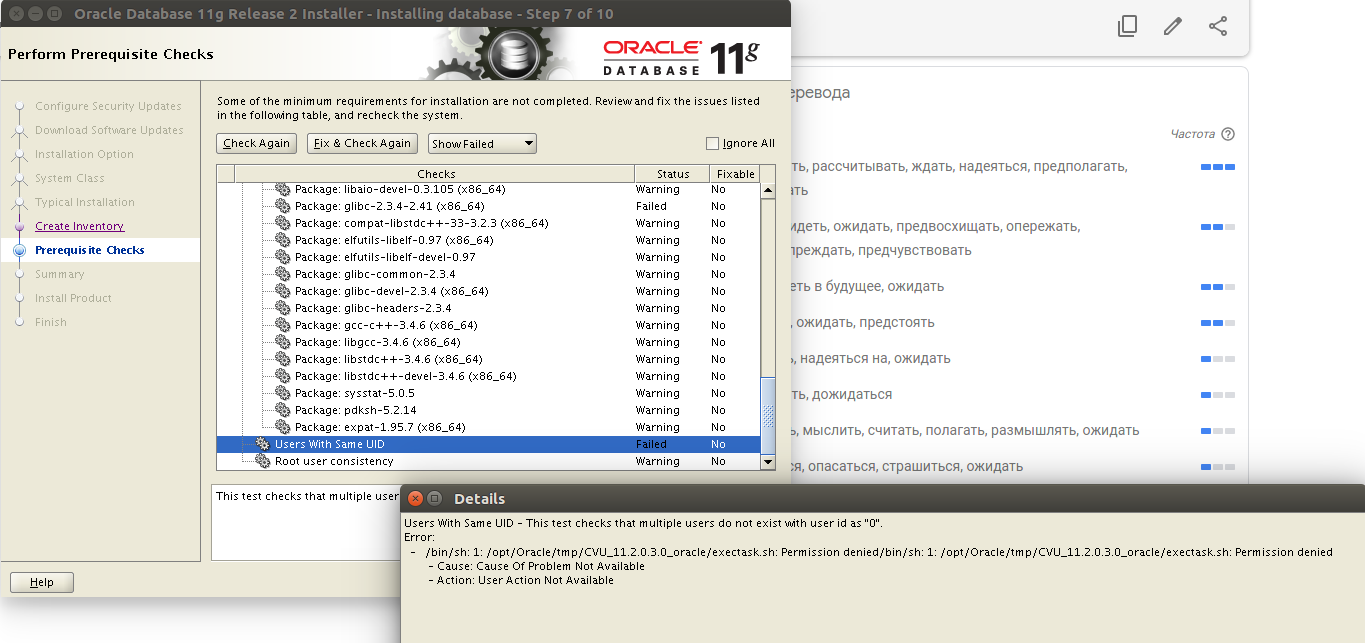 Oracle Database 11g Release 2 Installer - Installing database - Step 7 of 10
Perform Prerequisite Checks
ORACLE
DATABASE
11g
Configure Security Updates
Download Software Updates
Installation Option
System Class
Typical Installation
Create Inventory
Prerequisite Checks
Summary
Install Product
Finish
Some of the minimum requirements for installation are not completed. Review and fix the issues listed
in the following table, and recheck the system.
Check Again Fix & Check Again Show Failed Ignore All
Checks Status Fixable
Package: libaio-devel-0.3.105 (x86_64) Warning No
Package: glibc-2.3.4-2.41 (x86_64) Failed No
Package: compat-libstdc++-33-3.2.3 (x86_64) Warning No
Package: elfutils-libelf-0.97 (x86_64) Warning No
Package: elfutils-libelf-devel-0.97 Warning No
Package: glibc-common-2.3.4 Warning No
Package: glibc-devel-2.3.4 (x86_64) Warning No
Package: glibc-headers-2.3.4 Warning No
Package: gcc-c++-3.4.6 (x86_64) Warning No
Package: libgcc-3.4.6 (x86_64) Warning No
Package: libstdc++-3.4.6 (x86_64) Warning No
Package: libstdc++-devel-3.4.6 (x86_64) Warning No
Package: sysstat-5.0.5 Warning No
Package: pdksh-5.2.14 Warning No
Package: expat-1.95.7 (x86_64) Warning No
Users With Same UID Failed No
Root user consistency Warning No
This test checks that multiple user
Help
еревода
Частота
ть, рассчитывать, ждать, надеяться, предполагать,
ать
идеть, ожидать, предвосхищать, опережать,
преждать, предчувствовать
еть в будущее, ожидать
, ожидать, предстоять
ь, надеяться на, ожидать
ть, дожидаться
ь, мыслить, считать, полагать, размышлять, ожидать
ся, опасаться, страшиться, ожидать
Details
Users With Same UID - This test checks that multiple users do not exist with user id as "0".
Error:
- /bin/sh: 1: /opt/Oracle/tmp/CVU_11.2.0.3.0_oracle/exectask.sh: Permission denied/bin/sh: 1: /opt/Oracle/tmp/CVU_11.2.0.3.0_oracle/exectask.sh: Permission denied
- Cause: Cause Of Problem Not Available
- Action: User Action Not Available